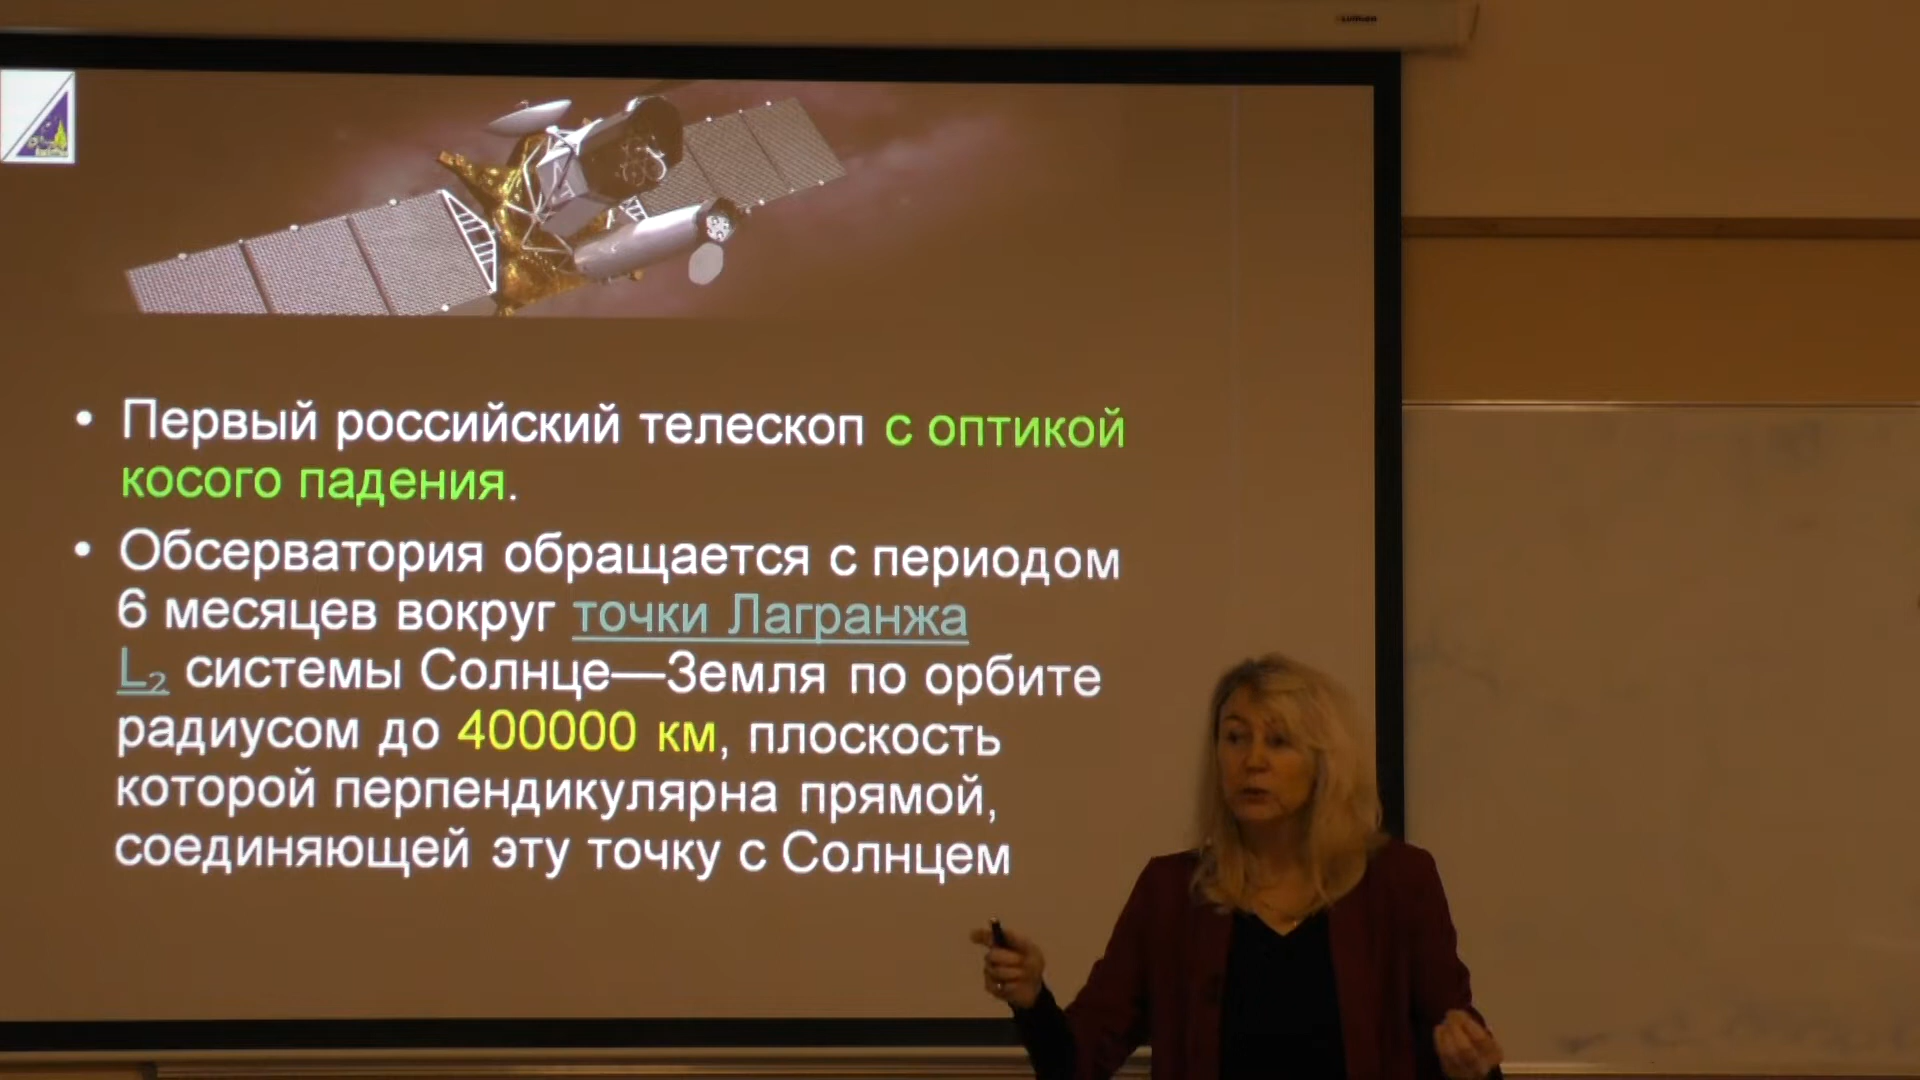 • Первый российский телескоп с оптикой
косого падения.
• Обсерватория обращается с периодом
6 месяцев вокруг точки Лагранжа
L₂ системы Солнце—Земля по орбите
радиусом до 400000 км, плоскость
которой перпендикулярна прямой,
соединяющей эту точку с Солнцем